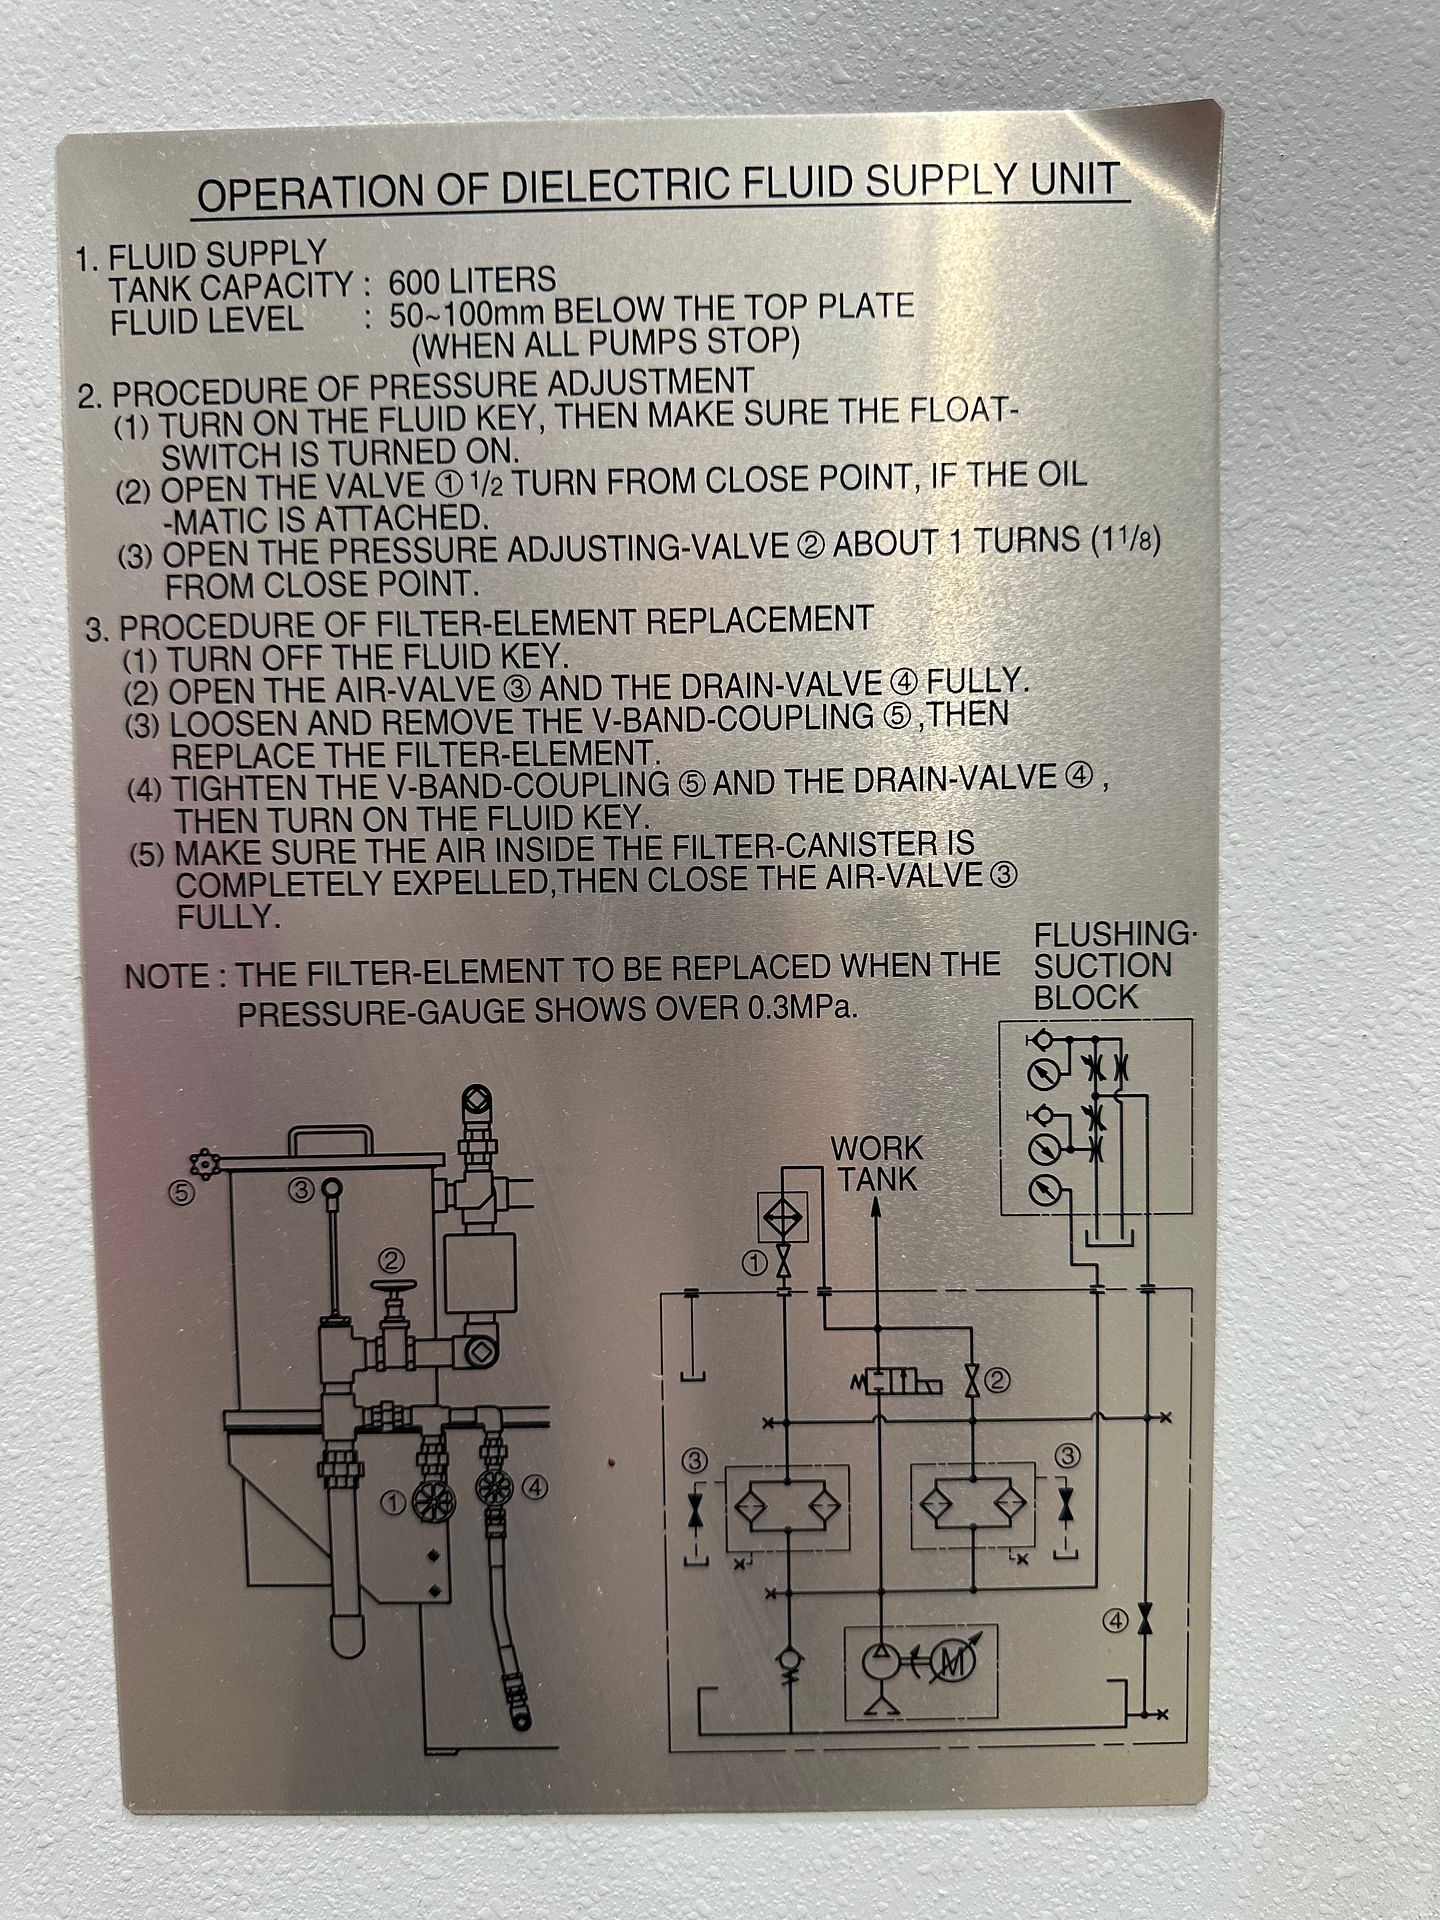 OPERATION OF DIELECTRIC FLUID SUPPLY UNIT
1. FLUID SUPPLY
TANK CAPACITY : 600 LITERS
FLUID LEVEL : 50~100mm BELOW THE TOP PLATE
(WHEN ALL PUMPS STOP)
2. PROCEDURE OF PRESSURE ADJUSTMENT
(1) TURN ON THE FLUID KEY, THEN MAKE SURE THE FLOAT-
SWITCH IS TURNED ON.
(2) OPEN THE VALVE ① 1/2 TURN FROM CLOSE POINT, IF THE OIL
-MATIC IS ATTACHED.
(3) OPEN THE PRESSURE ADJUSTING-VALVE ② ABOUT 1 TURNS (1 1/8)
FROM CLOSE POINT.
3. PROCEDURE OF FILTER-ELEMENT REPLACEMENT
(1) TURN OFF THE FLUID KEY.
(2) OPEN THE AIR-VALVE ③ AND THE DRAIN-VALVE ④ FULLY.
(3) LOOSEN AND REMOVE THE V-BAND-COUPLING ⑤,THEN
REPLACE THE FILTER-ELEMENT.
(4) TIGHTEN THE V-BAND-COUPLING ⑤ AND THE DRAIN-VALVE ④,
THEN TURN ON THE FLUID KEY.
(5) MAKE SURE THE AIR INSIDE THE FILTER-CANISTER IS
COMPLETELY EXPELLED,THEN CLOSE THE AIR-VALVE ③
FULLY.
NOTE : THE FILTER-ELEMENT TO BE REPLACED WHEN THE
PRESSURE-GAUGE SHOWS OVER 0.3MPa.
FLUSHING-
SUCTION
BLOCK
WORK
TANK
⑤
③
②
①
④
①
②
③
③
④
M